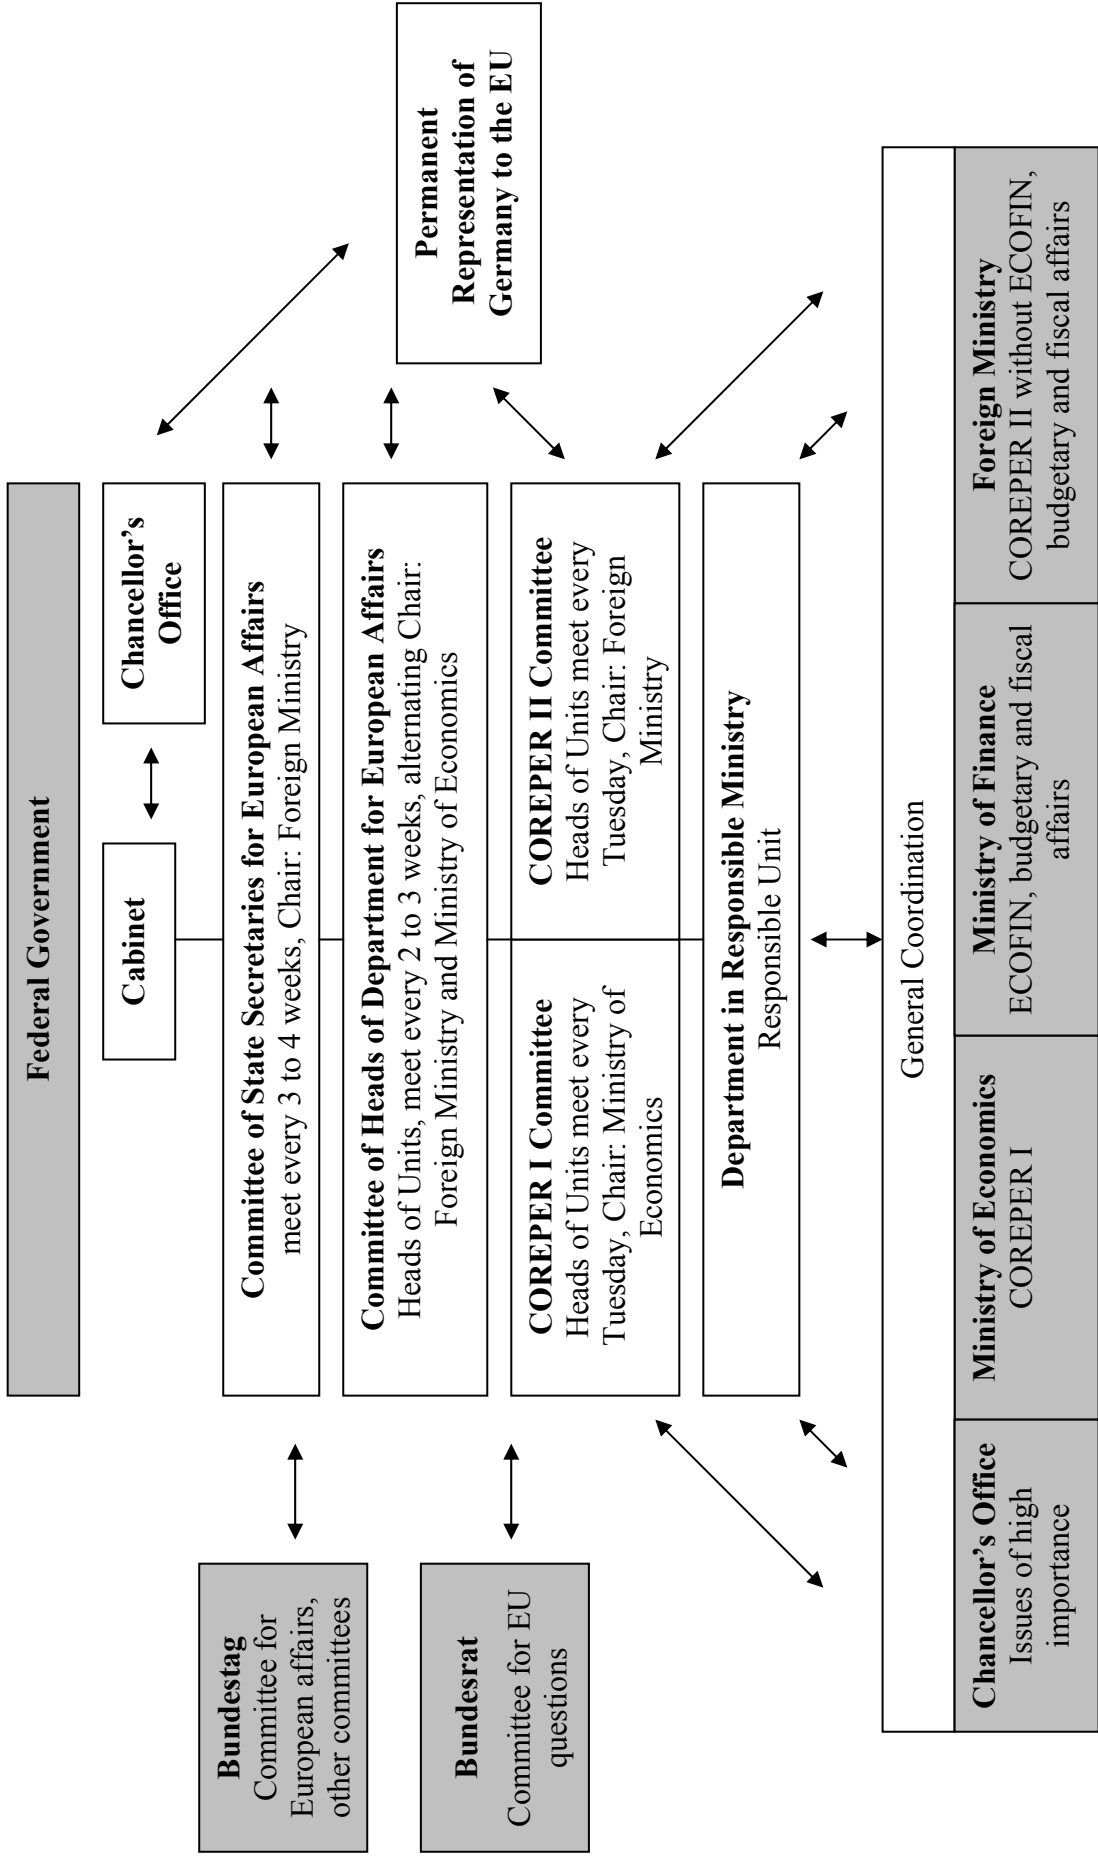 Federal Government
Cabinet
Chancellor’s
Office
Committee of State Secretaries for European Affairs
meet every 3 to 4 weeks, Chair: Foreign Ministry
Committee of Heads of Department for European Affairs
Heads of Units, meet every 2 to 3 weeks, alternating Chair:
Foreign Ministry and Ministry of Economics
COREPER I Committee
Heads of Units meet every
Tuesday, Chair: Ministry of
Economics
COREPER II Committee
Heads of Units meet every
Tuesday, Chair: Foreign
Ministry
Department in Responsible Ministry
Responsible Unit
Bundestag
Committee for
European affairs,
other committees
Bundesrat
Committee for EU
questions
Permanent
Representation of
Germany to the EU
General Coordination
Chancellor’s Office
Issues of high
importance
Ministry of Economics
COREPER I
Ministry of Finance
ECOFIN, budgetary and fiscal
affairs
Foreign Ministry
COREPER II without ECOFIN,
budgetary and fiscal affairs